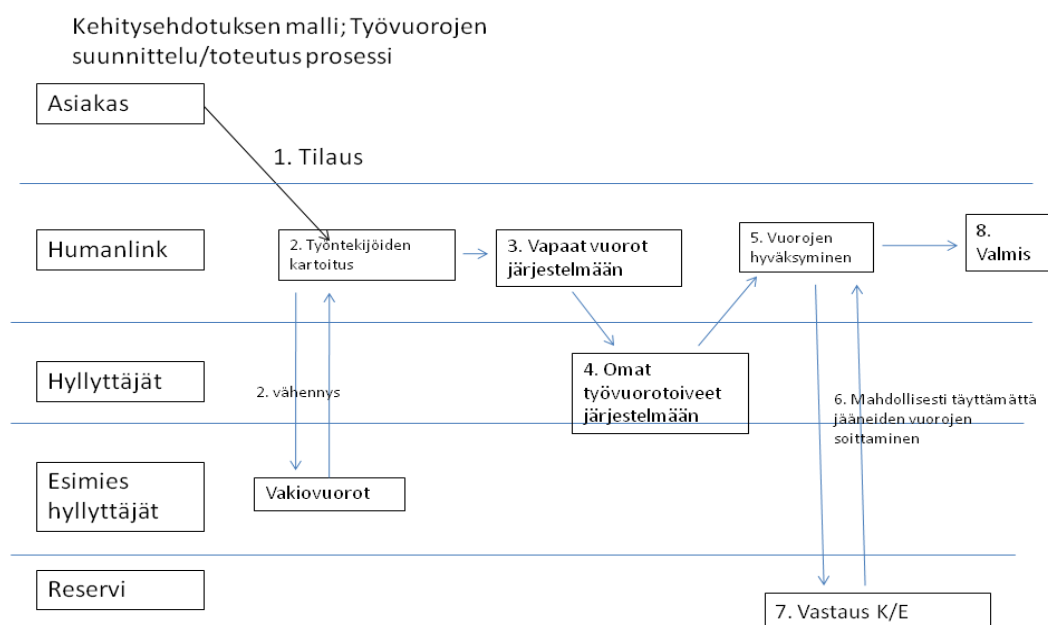 Kehitysehdotuksen malli; Työvuorojen
suunnittelu/toteutus prosessi
Asiakas
1. Tilaus
Humanlink
2. Työntekijöiden
kartoitus
3. Vapaat vuorot
järjestelmään
5. Vuorojen
hyväksyminen
8.
Valmis
Hyllyttäjät
2. vähennys
4. Omat
työvuorotoiveet
järjestelmään
6. Mahdollisesti täyttämättä
jääneiden vuorojen
soittaminen
Esimies
hyllyttäjät
Vakiovuorot
Reservi
7. Vastaus K/E